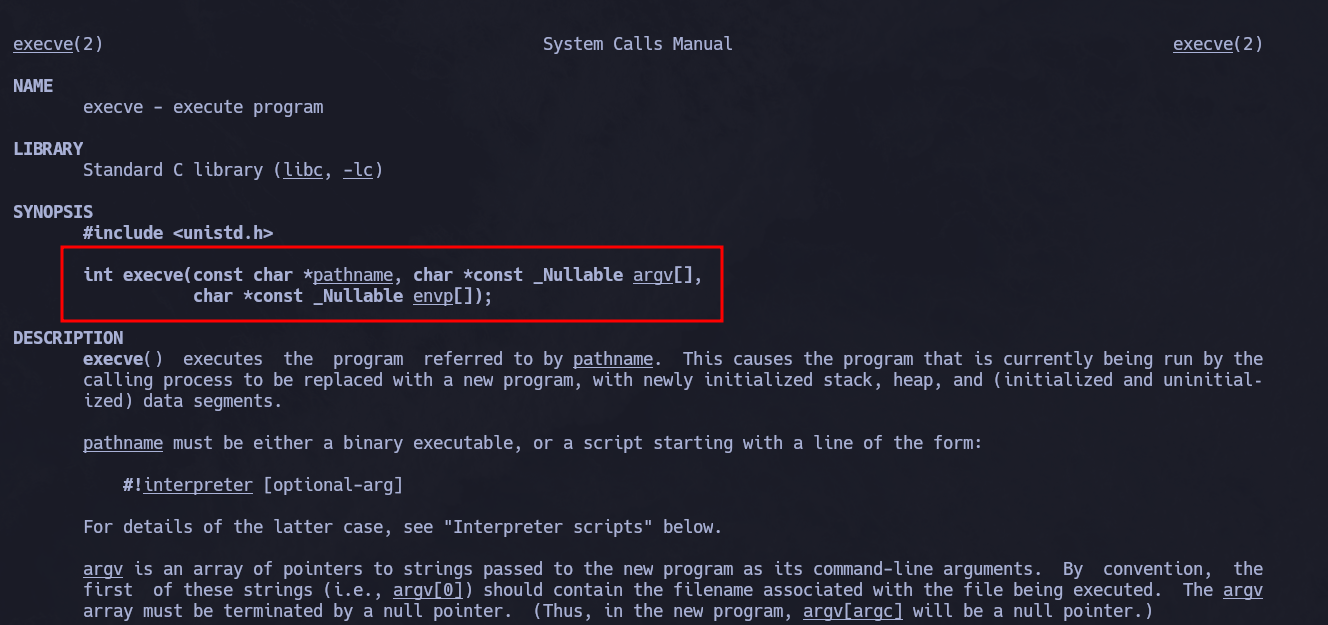 execve(2) System Calls Manual execve(2)
NAME
execve - execute program
LIBRARY
Standard C library (libc, -lc)
SYNOPSIS
#include <unistd.h>
int execve(const char *pathname, char *const _Nullable argv[],
char *const _Nullable envp[]);
DESCRIPTION
execve() executes the program referred to by pathname. This causes the program that is currently being run by the
calling process to be replaced with a new program, with newly initialized stack, heap, and (initialized and uninitial-
ized) data segments.
pathname must be either a binary executable, or a script starting with a line of the form:
#!interpreter [optional-arg]
For details of the latter case, see "Interpreter scripts" below.
argv is an array of pointers to strings passed to the new program as its command-line arguments. By convention, the
first of these strings (i.e., argv[0]) should contain the filename associated with the file being executed. The argv
array must be terminated by a null pointer. (Thus, in the new program, argv[argc] will be a null pointer.)